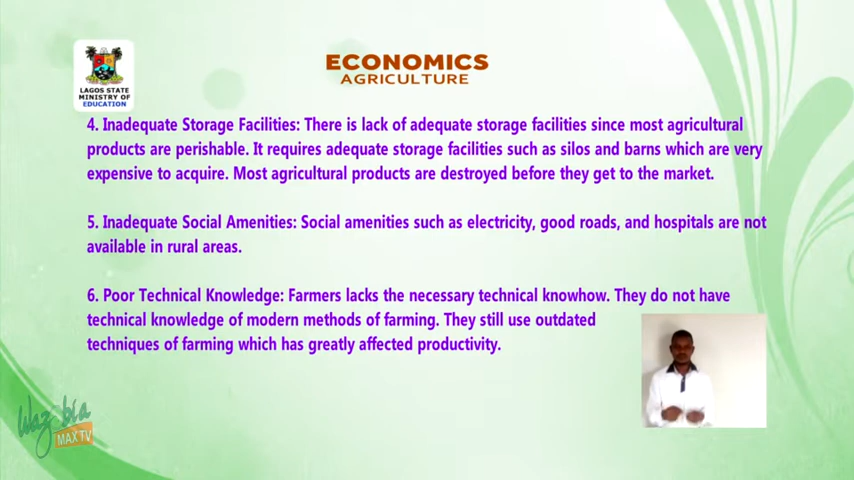 LAGOS STATE
MINISTRY OF
EDUCATION
ECONOMICS
AGRICULTURE
4. Inadequate Storage Facilities: There is lack of adequate storage facilities since most agricultural
products are perishable. It requires adequate storage facilities such as silos and barns which are very
expensive to acquire. Most agricultural products are destroyed before they get to the market.
5. Inadequate Social Amenities: Social amenities such as electricity, good roads, and hospitals are not
available in rural areas.
6. Poor Technical Knowledge: Farmers lacks the necessary technical knowhow. They do not have
technical knowledge of modern methods of farming. They still use outdated
techniques of farming which has greatly affected productivity.
Wazobia
MAX TV